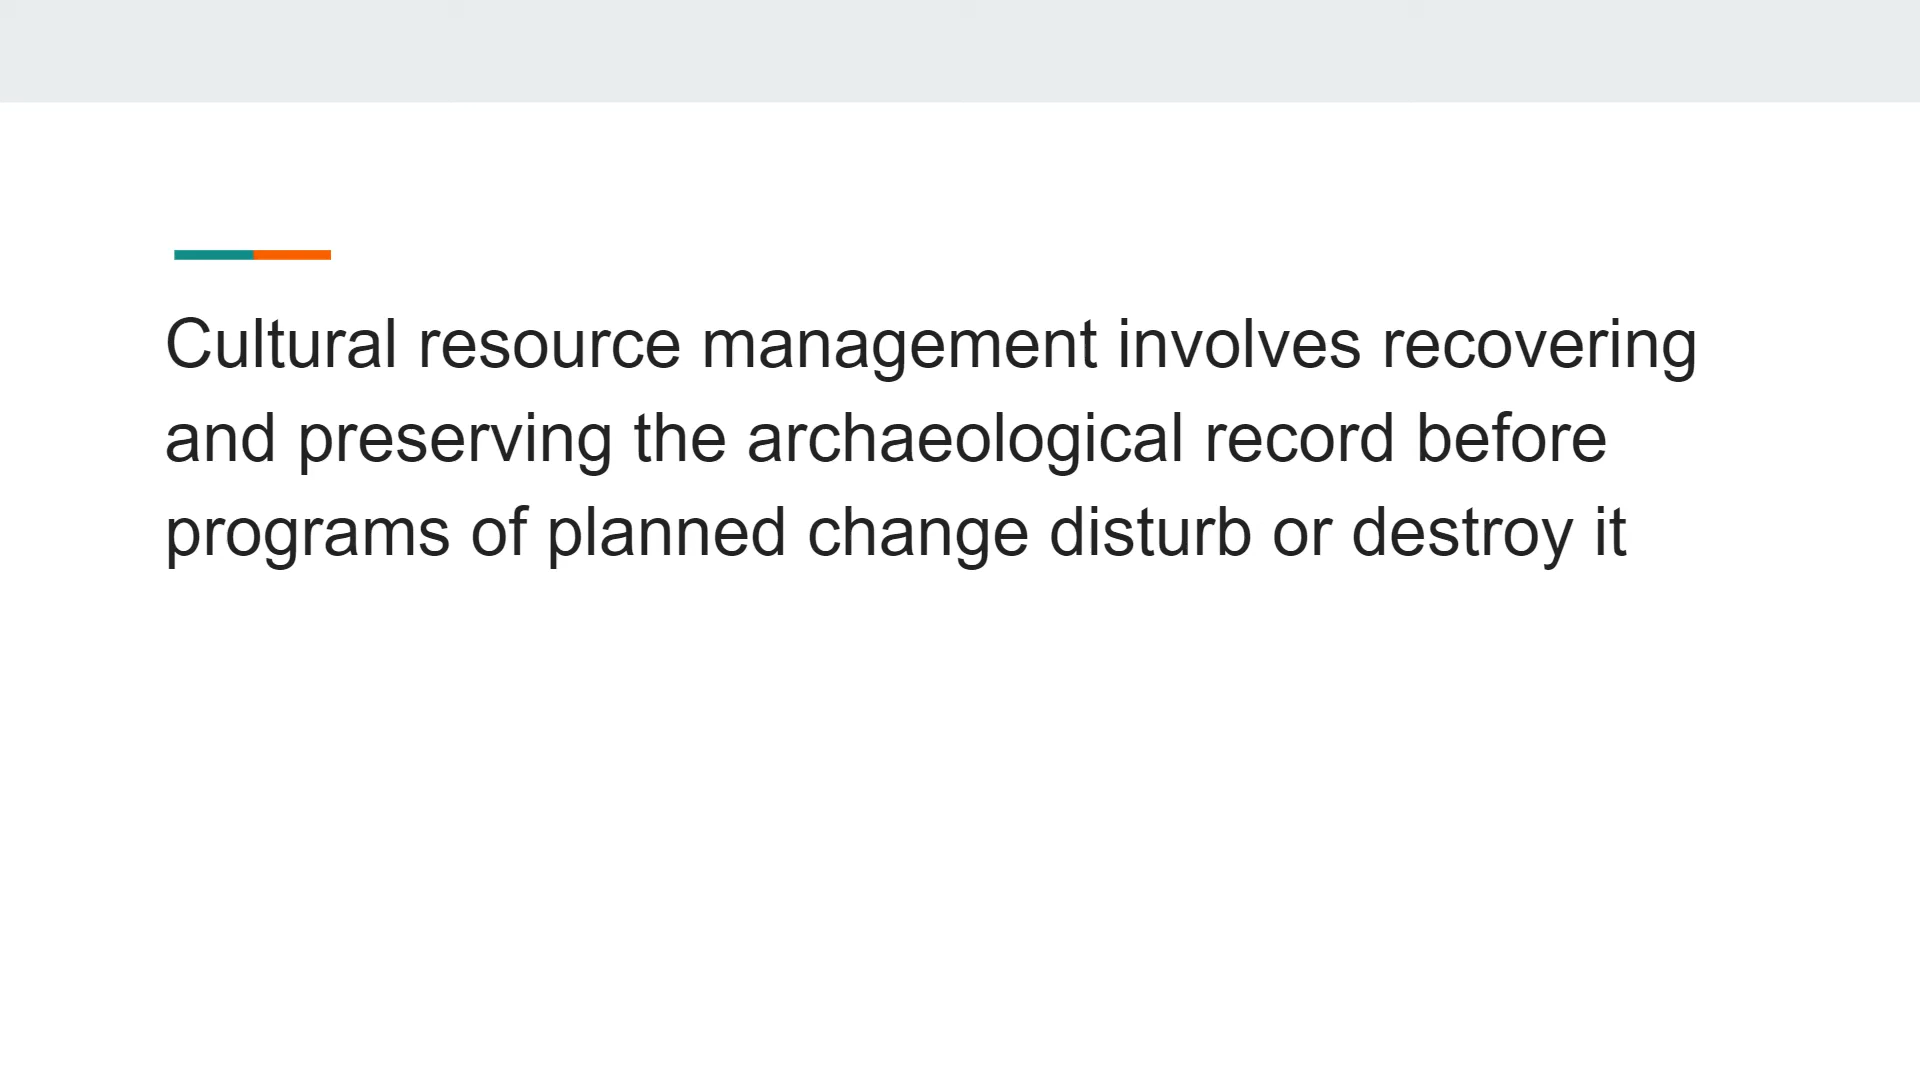 Cultural resource management involves recovering
and preserving the archaeological record before
programs of planned change disturb or destroy it